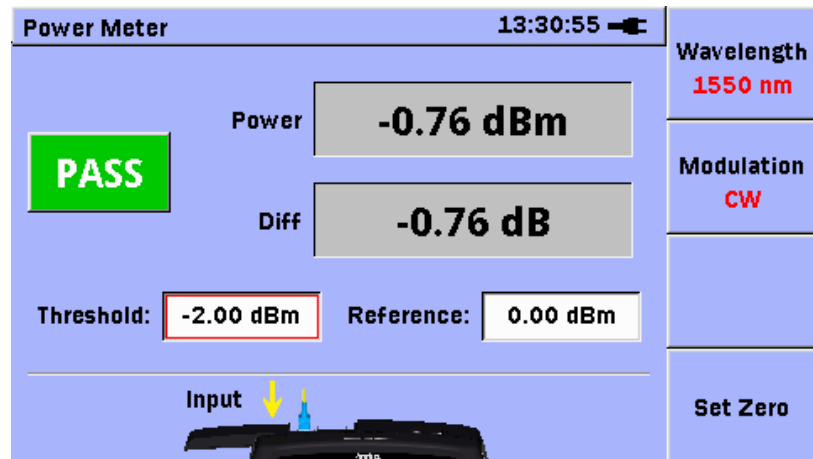 Power Meter 13:30:55
Wavelength
1550 nm
Power -0.76 dBm
PASS
Modulation
CW
Diff -0.76 dB
Threshold: -2.00 dBm Reference: 0.00 dBm
Input
Set Zero